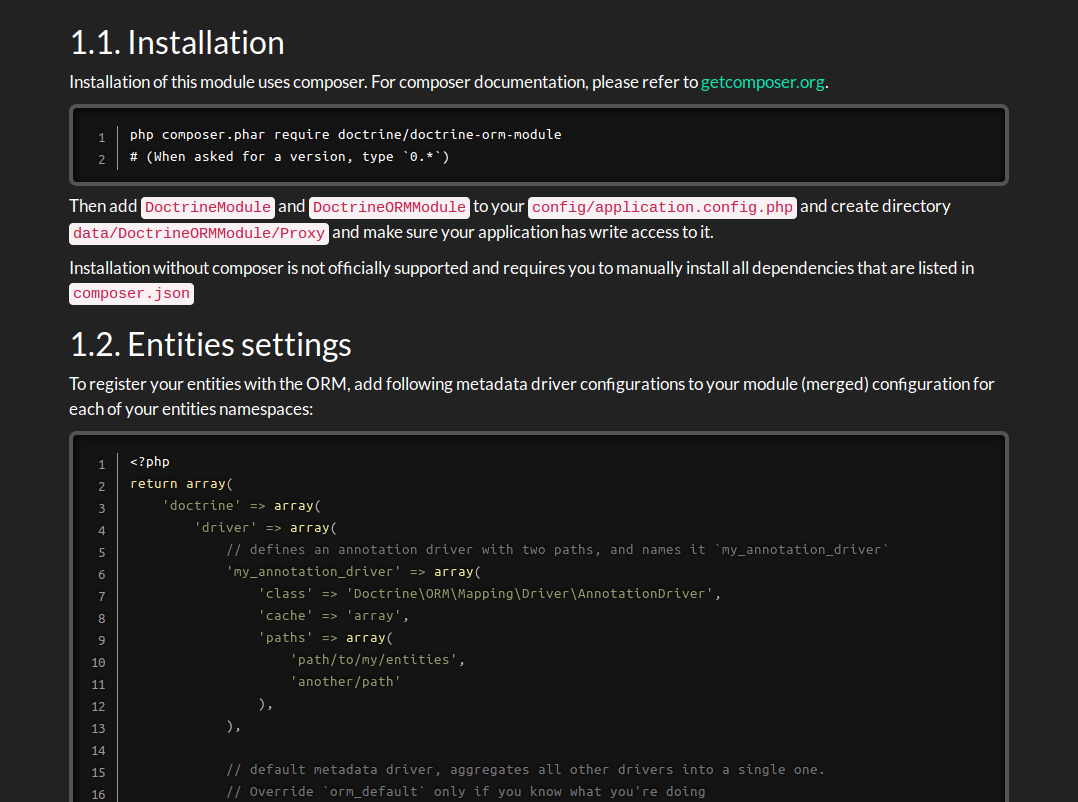 1.1. Installation
Installation of this module uses composer. For composer documentation, please refer to getcomposer.org.
1 php composer.phar require doctrine/doctrine-orm-module
2 # (When asked for a version, type `0.*`)
Then add DoctrineModule and DoctrineORMModule to your config/application.config.php and create directory
data/DoctrineORMModule/Proxy and make sure your application has write access to it.
Installation without composer is not officially supported and requires you to manually install all dependencies that are listed in
composer.json
1.2. Entities settings
To register your entities with the ORM, add following metadata driver configurations to your module (merged) configuration for
each of your entities namespaces:
1 <?php
2 return array(
3     'doctrine' => array(
4         'driver' => array(
5             // defines an annotation driver with two paths, and names it `my_annotation_driver`
6             'my_annotation_driver' => array(
7                 'class' => 'Doctrine\ORM\Mapping\Driver\AnnotationDriver',
8                 'cache' => 'array',
9                 'paths' => array(
10                     'path/to/my/entities',
11                     'another/path'
12                 ),
13             ),
14
15             // default metadata driver, aggregates all other drivers into a single one.
16             // Override `orm_default` only if you know what you're doing